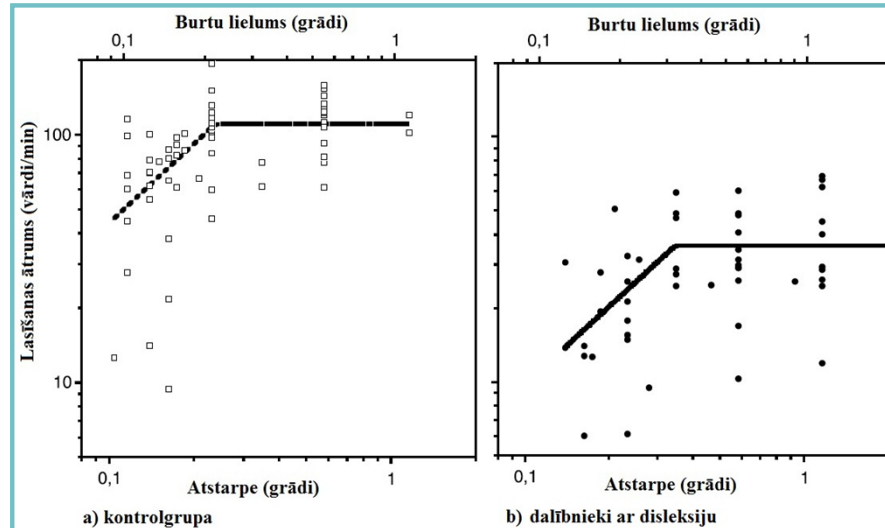 Burtu lielums (grādi)
Burtu lielums (grādi)
0,1
1
0,1
1
Lasīšanas ātrums (vārdi/min)
100
10
0,1
1
0,1
1
Atstarpe (grādi)
Atstarpe (grādi)
a) kontrolgrupa
b) dalībnieki ar disleksiju